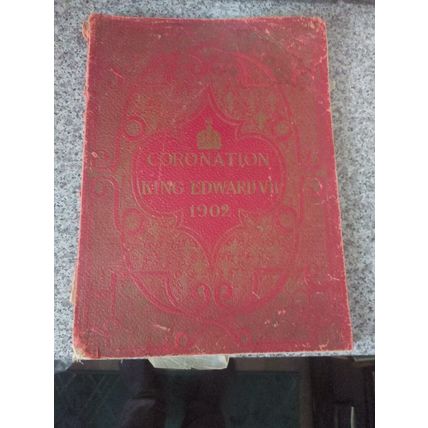 CORONATION
KING EDWARD VII
1902